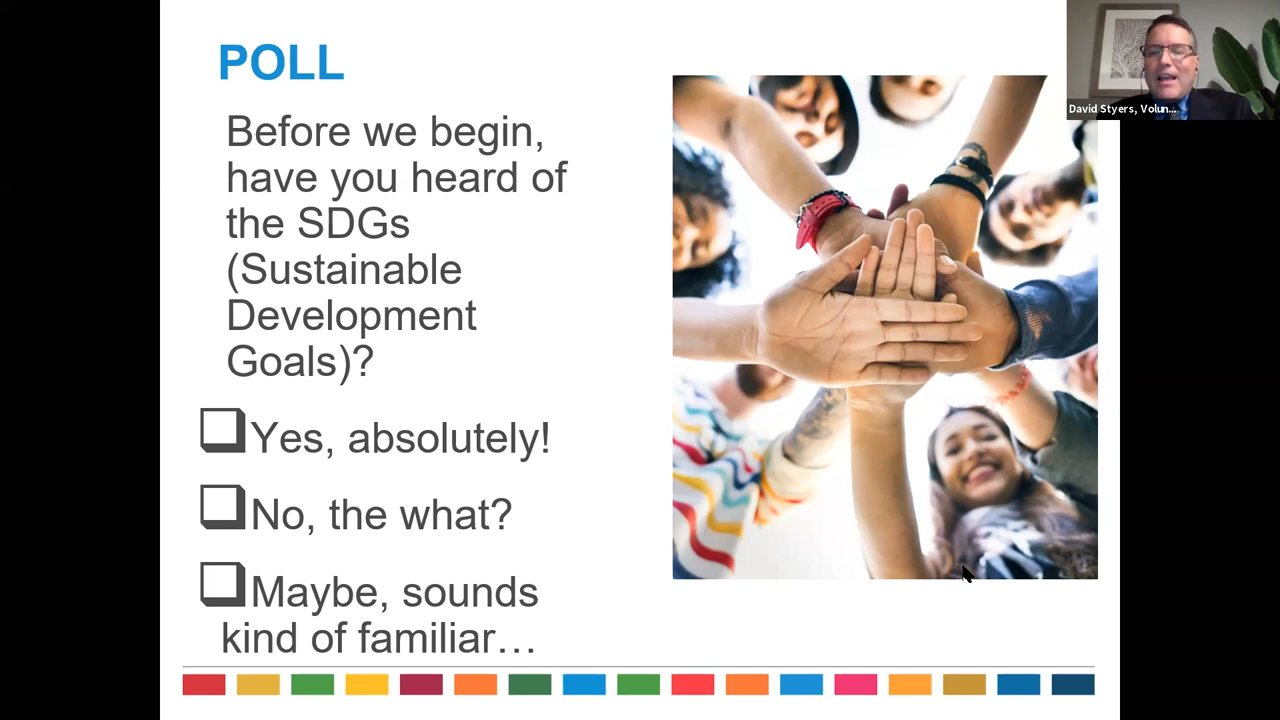 POLL
Before we begin,
have you heard of
the SDGs
(Sustainable
Development
Goals)?
Yes, absolutely!
No, the what?
Maybe, sounds
kind of familiar…
David Styers, Volun...